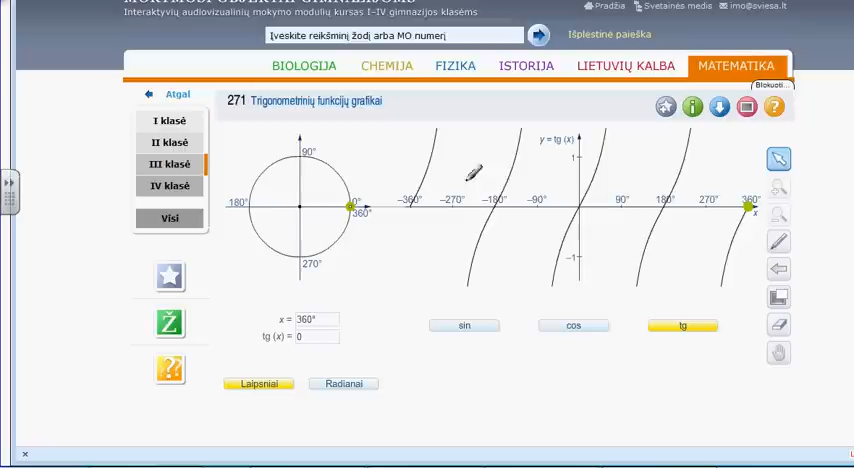 MOKYMOSI OBJEKTAI GIMNAZIJOMS
Interaktyvių audiovizualinių mokymo modulių kursas I–IV gimnazijos klasėms
Pradžia
Svetainės medis
imo@sviesa.lt
Įveskite reikšminį žodį arba MO numerį
Išplėstinė paieška
BIOLOGIJA
CHEMIJA
FIZIKA
ISTORIJA
LIETUVIŲ KALBA
MATEMATIKA
Blokuoti...
Atgal
271 Trigonometrinių funkcijų grafikai
I klasė
II klasė
III klasė
IV klasė
Visi
Ž
??
i
?
90°
180°
0°
360°
270°
y = tg (x)
1
−360° −270° −180° −90° 90° 180° 270° 360°
x
−1
x = 360°
tg (x) = 0
sin
cos
tg
Laipsniai
Radianai